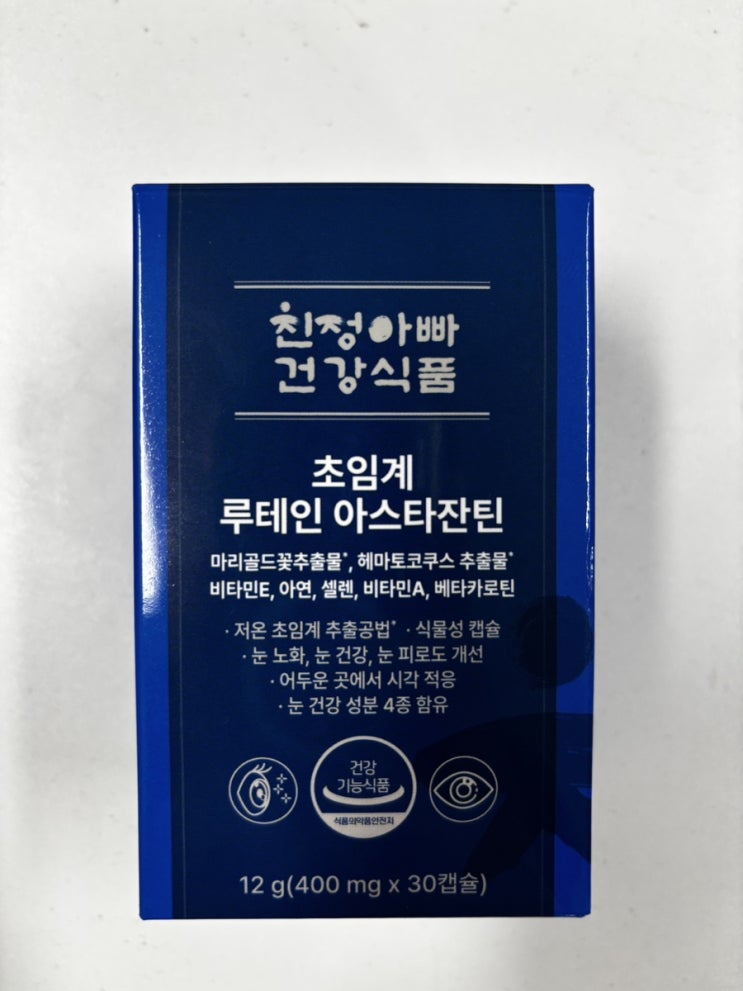 친정아빠
건강식품
초임계
루테인 아스타잔틴
마리골드꽃추출물*, 헤마토코쿠스 추출물*
비타민E, 아연, 셀렌, 비타민A, 베타카로틴
· 저온 초임계 추출공법* · 식물성 캡슐
· 눈 노화, 눈 건강, 눈 피로도 개선
· 어두운 곳에서 시각 적응
· 눈 건강 성분 4종 함유
건강
기능식품
식품의약품안전처
12 g(400 mg x 30캡슐)